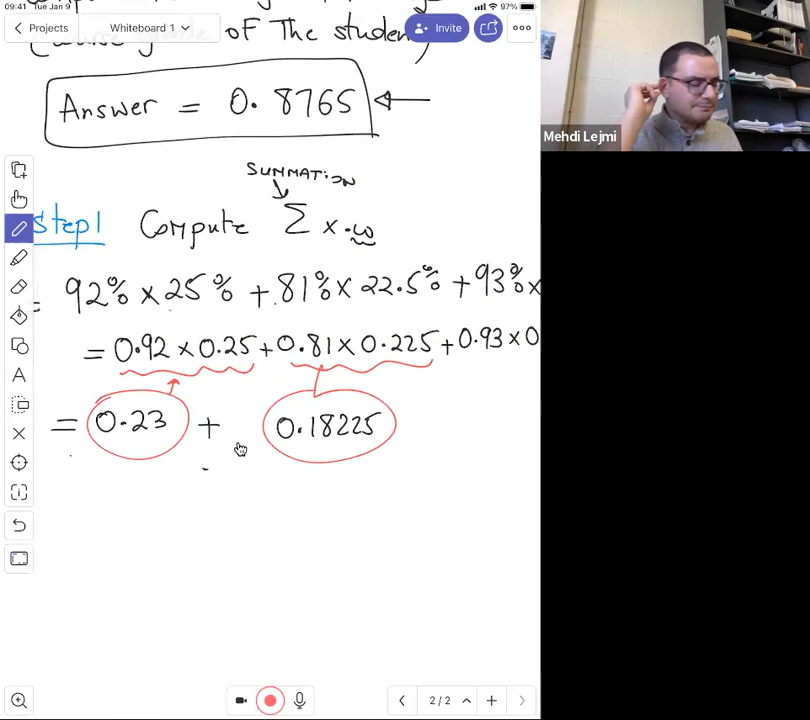 09:41 Tue Jan 9
97%
Projects
Whiteboard 1
Invite
of The student
Answer = 0.8765
SUMMATION
Step1 Compute Σ x.w
= 92% × 25% + 81% × 22.5% + 93% ×
= 0.92 × 0.25 + 0.81 × 0.225 + 0.93 × 0
= 0.23 + 0.18225
2/2
Mehdi Lejmi